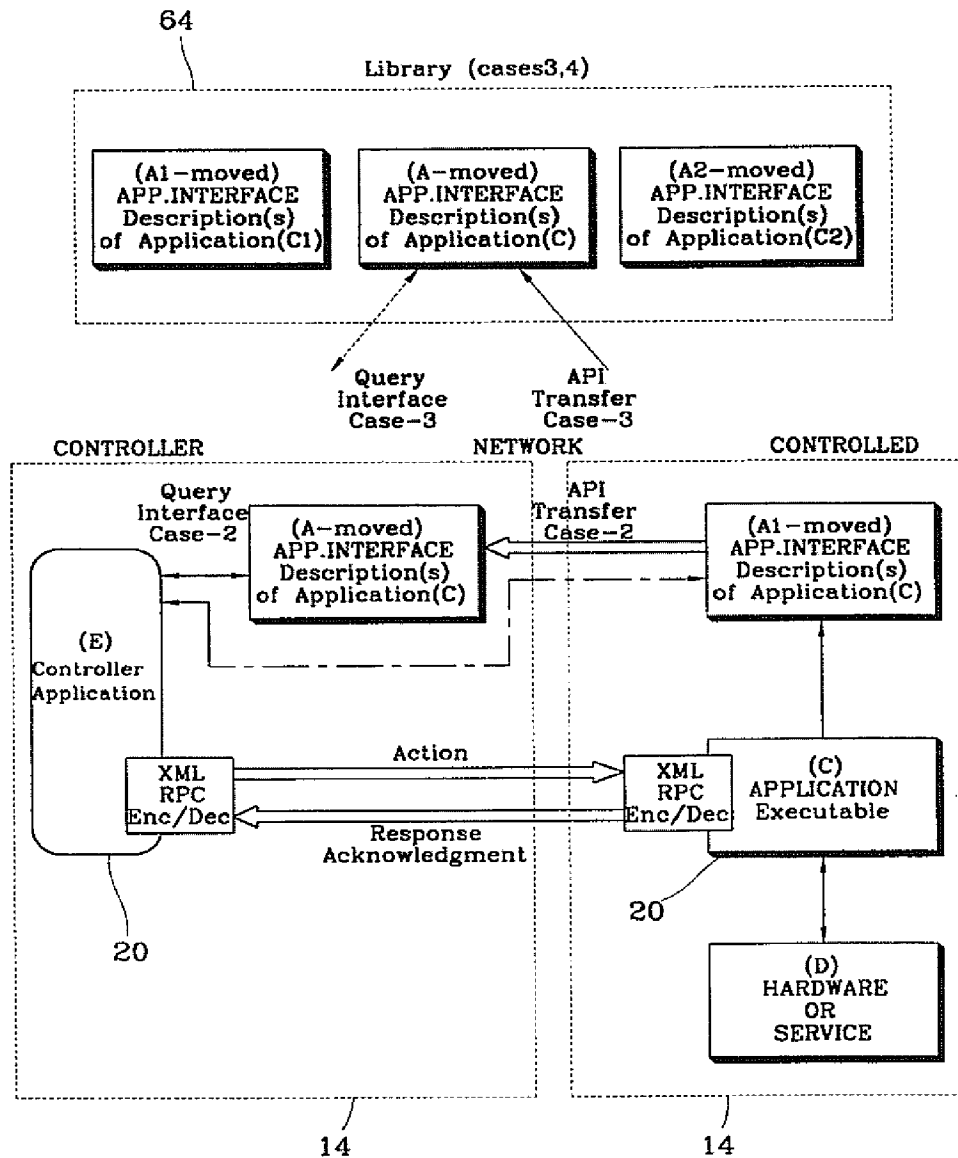 64
Library (cases3,4)
(A1-moved)
APP.INTERFACE
Description(s)
of Application(C1)
(A-moved)
APP.INTERFACE
Description(s)
of Application(C)
(A2-moved)
APP.INTERFACE
Description(s)
of Application(C2)
Query
Interface
Case-3
API
Transfer
Case-3
CONTROLLER
NETWORK
CONTROLLED
Query
Interface
Case-2
(A-moved)
APP.INTERFACE
Description(s)
of Application(C)
API
Transfer
Case-2
(A1-moved)
APP.INTERFACE
Description(s)
of Application(C)
(E)
Controller
Application
XML
RPC
Enc/Dec
Action
Response
Acknowledgment
XML
RPC
Enc/Dec
(C)
APPLICATION
Executable
20
20
(D)
HARDWARE
OR
SERVICE
14
14